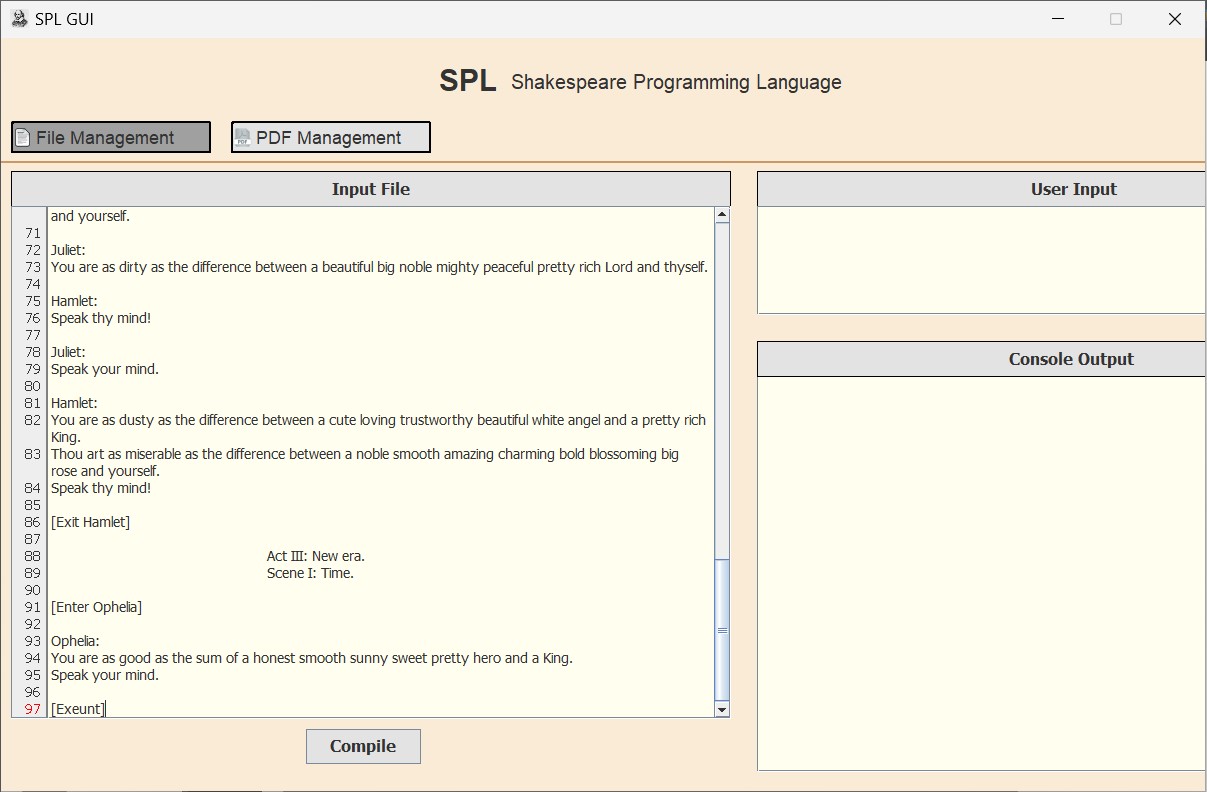 SPL GUI
SPL Shakespeare Programming Language
File Management
PDF Management
Input File
and yourself.
71
72 Juliet:
73 You are as dirty as the difference between a beautiful big noble mighty peaceful pretty rich Lord and thyself.
74
75 Hamlet:
76 Speak thy mind!
77
78 Juliet:
79 Speak your mind.
80
81 Hamlet:
82 You are as dusty as the difference between a cute loving trustworthy beautiful white angel and a pretty rich
King.
83 Thou art as miserable as the difference between a noble smooth amazing charming bold blossoming big
rose and yourself.
84 Speak thy mind!
85
86 [Exit Hamlet]
87
88 Act III: New era.
89 Scene I: Time.
90
91 [Enter Ophelia]
92
93 Ophelia:
94 You are as good as the sum of a honest smooth sunny sweet pretty hero and a King.
95 Speak your mind.
96
97 [Exeunt]
Compile
User Input
Console Output